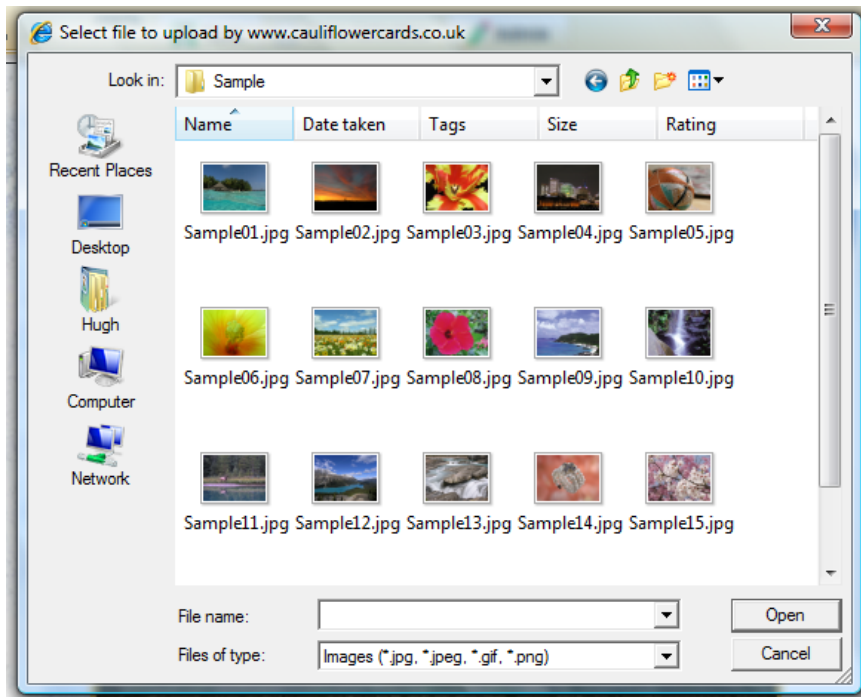 Select file to upload by www.cauliflowercards.co.uk
Look in: Sample
Name Date taken Tags Size Rating
Recent Places
Desktop
Hugh
Computer
Network
Sample01.jpg Sample02.jpg Sample03.jpg Sample04.jpg Sample05.jpg
Sample06.jpg Sample07.jpg Sample08.jpg Sample09.jpg Sample10.jpg
Sample11.jpg Sample12.jpg Sample13.jpg Sample14.jpg Sample15.jpg
File name: Open
Files of type: Images (*.jpg, *.jpeg, *.gif, *.png) Cancel